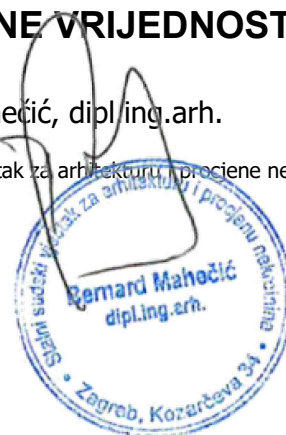 NE VRIJEDNOST
ečić, dipl.ing.arh.
tak za arhitekturu i procjene ne
Stalni sudski vještak za arhitekturu i procjenu nekretnina
Bernard Mahečić
dipl.ing.arh.
Zagreb, Kozarčeva 34